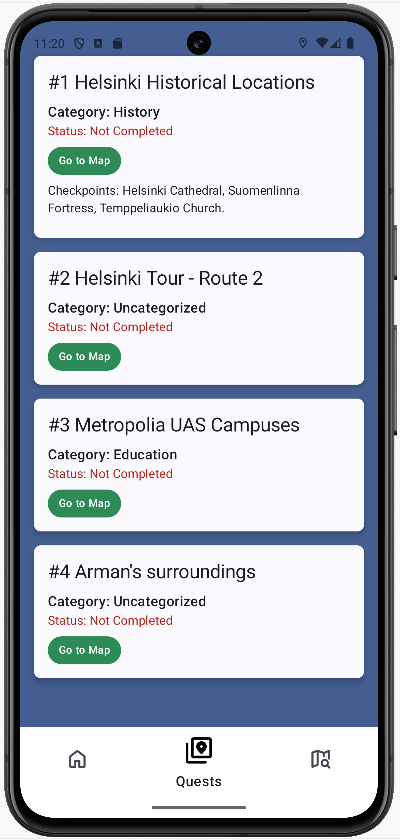 11:20
#1 Helsinki Historical Locations
Category: History
Status: Not Completed
Go to Map
Checkpoints: Helsinki Cathedral, Suomenlinna
Fortress, Temppeliaukio Church.
#2 Helsinki Tour - Route 2
Category: Uncategorized
Status: Not Completed
Go to Map
#3 Metropolia UAS Campuses
Category: Education
Status: Not Completed
Go to Map
#4 Arman's surroundings
Category: Uncategorized
Status: Not Completed
Go to Map
Quests